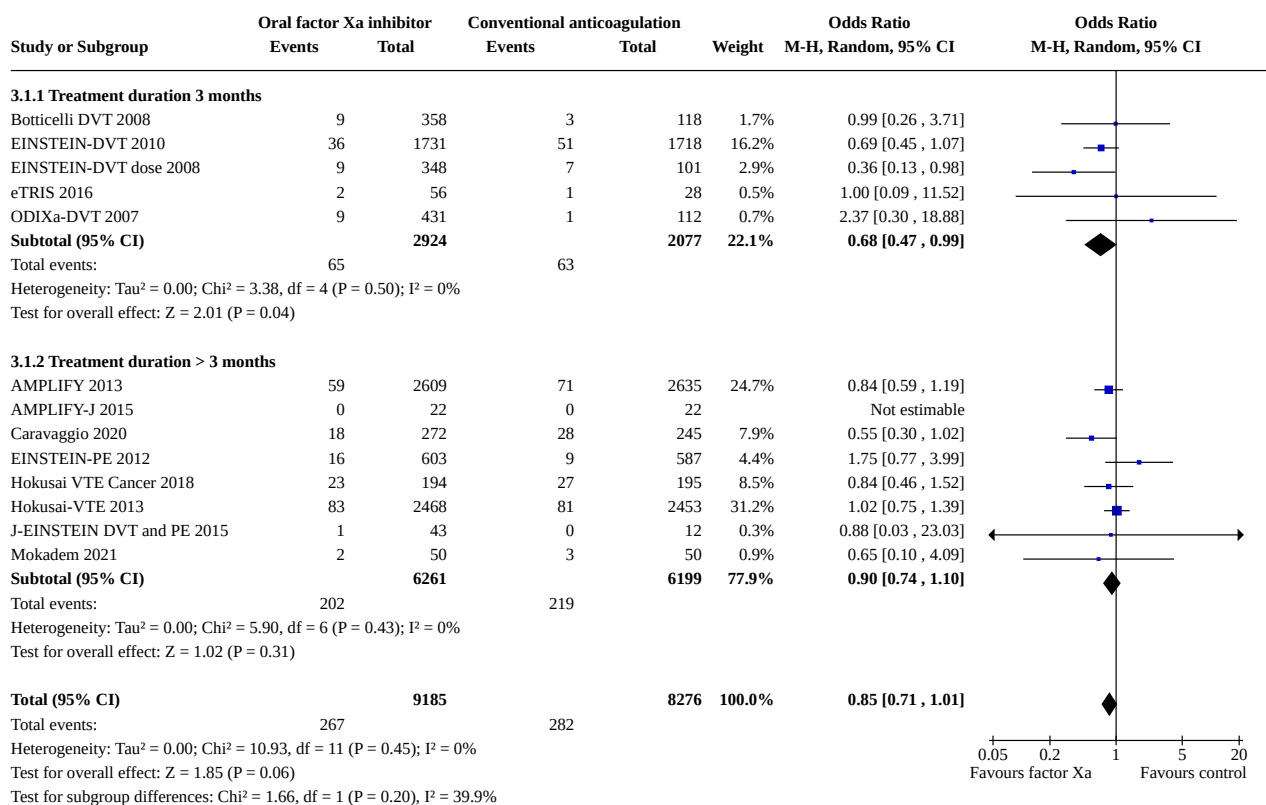 Oral factor Xa inhibitor Conventional anticoagulation Odds Ratio Odds Ratio
Study or Subgroup Events Total Events Total Weight M-H, Random, 95% CI M-H, Random, 95% CI
3.1.1 Treatment duration 3 months
Botticelli DVT 2008 9 358 3 118 1.7% 0.99 [0.26 , 3.71]
EINSTEIN-DVT 2010 36 1731 51 1718 16.2% 0.69 [0.45 , 1.07]
EINSTEIN-DVT dose 2008 9 348 7 101 2.9% 0.36 [0.13 , 0.98]
eTRIS 2016 2 56 1 28 0.5% 1.00 [0.09 , 11.52]
ODIXa-DVT 2007 9 431 1 112 0.7% 2.37 [0.30 , 18.88]
Subtotal (95% CI) 2924 2077 22.1% 0.68 [0.47 , 0.99]
Total events: 65 63
Heterogeneity: Tau² = 0.00; Chi² = 3.38, df = 4 (P = 0.50); I² = 0%
Test for overall effect: Z = 2.01 (P = 0.04)
3.1.2 Treatment duration > 3 months
AMPLIFY 2013 59 2609 71 2635 24.7% 0.84 [0.59 , 1.19]
AMPLIFY-J 2015 0 22 0 22 Not estimable
Caravaggio 2020 18 272 28 245 7.9% 0.55 [0.30 , 1.02]
EINSTEIN-PE 2012 16 603 9 587 4.4% 1.75 [0.77 , 3.99]
Hokusai VTE Cancer 2018 23 194 27 195 8.5% 0.84 [0.46 , 1.52]
Hokusai-VTE 2013 83 2468 81 2453 31.2% 1.02 [0.75 , 1.39]
J-EINSTEIN DVT and PE 2015 1 43 0 12 0.3% 0.88 [0.03 , 23.03]
Mokadem 2021 2 50 3 50 0.9% 0.65 [0.10 , 4.09]
Subtotal (95% CI) 6261 6199 77.9% 0.90 [0.74 , 1.10]
Total events: 202 219
Heterogeneity: Tau² = 0.00; Chi² = 5.90, df = 6 (P = 0.43); I² = 0%
Test for overall effect: Z = 1.02 (P = 0.31)
Total (95% CI) 9185 8276 100.0% 0.85 [0.71 , 1.01]
Total events: 267 282
Heterogeneity: Tau² = 0.00; Chi² = 10.93, df = 11 (P = 0.45); I² = 0%
0.05 0.2 1 5 20
Test for overall effect: Z = 1.85 (P = 0.06) Favours factor Xa Favours control
Test for subgroup differences: Chi² = 1.66, df = 1 (P = 0.20), I² = 39.9%